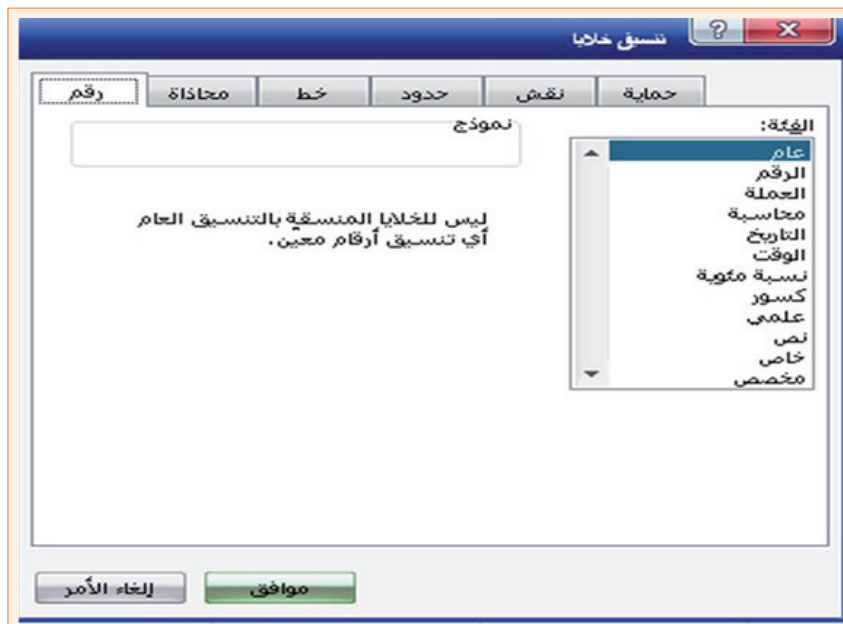 تنسيق خلايا
رقم
محاذاة
خط
حدود
نقش
حماية
الفئة:
عام
الرقم
العملة
محاسبة
التاريخ
الوقت
نسبة مئوية
كسور
علمي
نص
خاص
مخصص
نموذج
ليس للخلايا المنسقة بالتنسيق العام
أي تنسيق أرقام معين.
موافق
إلغاء الأمر